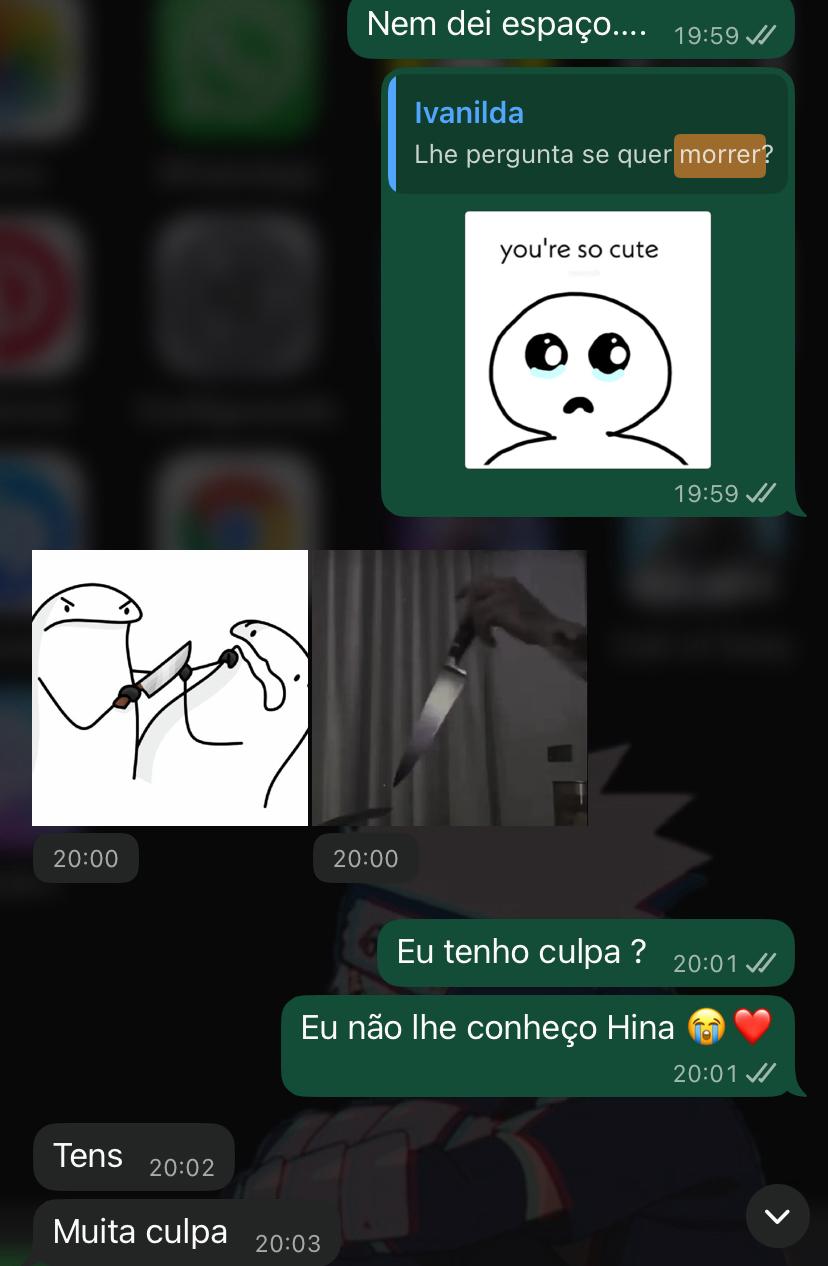 Nem dei espaço....
19:59
Ivanilda
Lhe pergunta se quer morrer?
you're so cute
19:59
20:00
20:00
Eu tenho culpa ?
20:01
Eu não lhe conheço Hina 😭❤️
20:01
Tens
20:02
Muita culpa
20:03